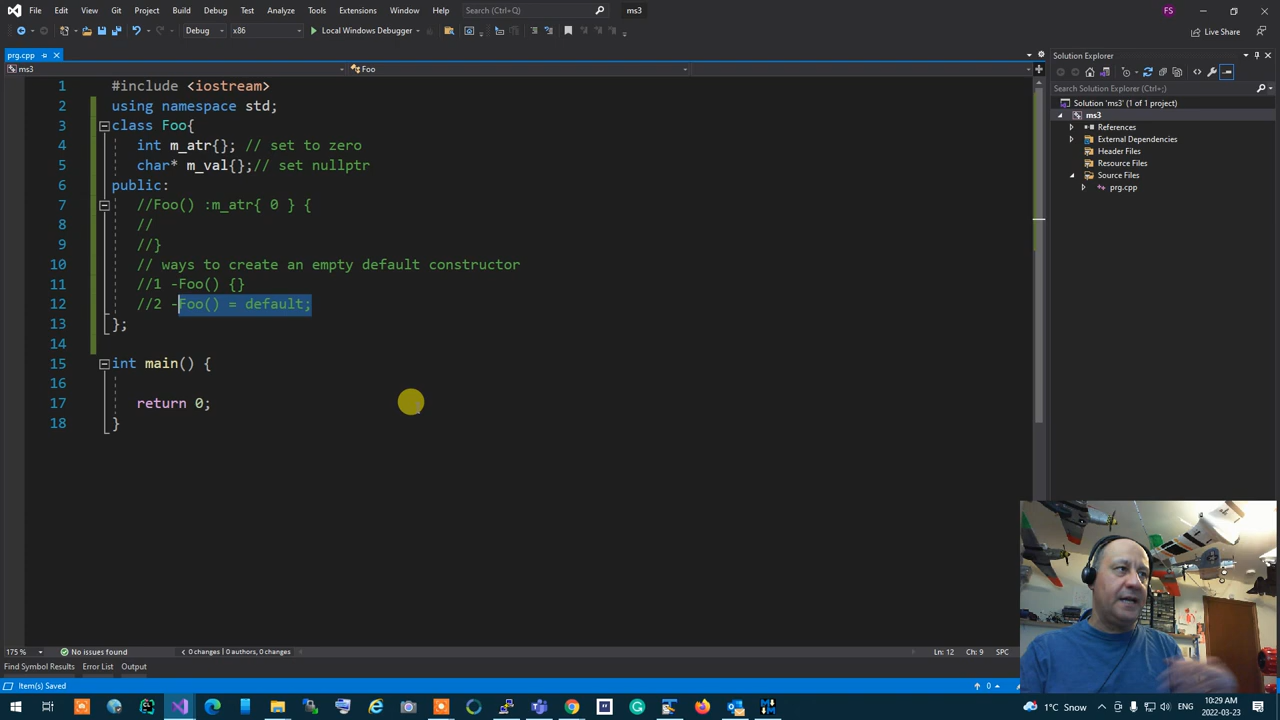 File Edit View Git Project Build Debug Test Analyze Tools Extensions Window Help Search (Ctrl+Q) ms3 FS
Debug x86 Local Windows Debugger Live Share
prg.cpp
ms3 Foo
1 #include <iostream>
2 using namespace std;
3 class Foo{
4 int m_atr{}; // set to zero
5 char* m_val{};// set nullptr
6 public:
7 //Foo() :m_atr{ 0 } {
8 //
9 //}
10 // ways to create an empty default constructor
11 //1 -Foo() {}
12 //2 -Foo() = default;
13 };
14
15 int main() {
16
17 return 0;
18 }
Solution Explorer
Search Solution Explorer (Ctrl+;)
Solution 'ms3' (1 of 1 project)
ms3
References
External Dependencies
Header Files
Resource Files
Source Files
prg.cpp
175 % No issues found 0 changes | 0 authors, 0 changes Ln: 12 Ch: 9 SPC
Find Symbol Results Error List Output
Item(s) Saved 0
1°C Snow ENG 10:29 AM
2022-03-23